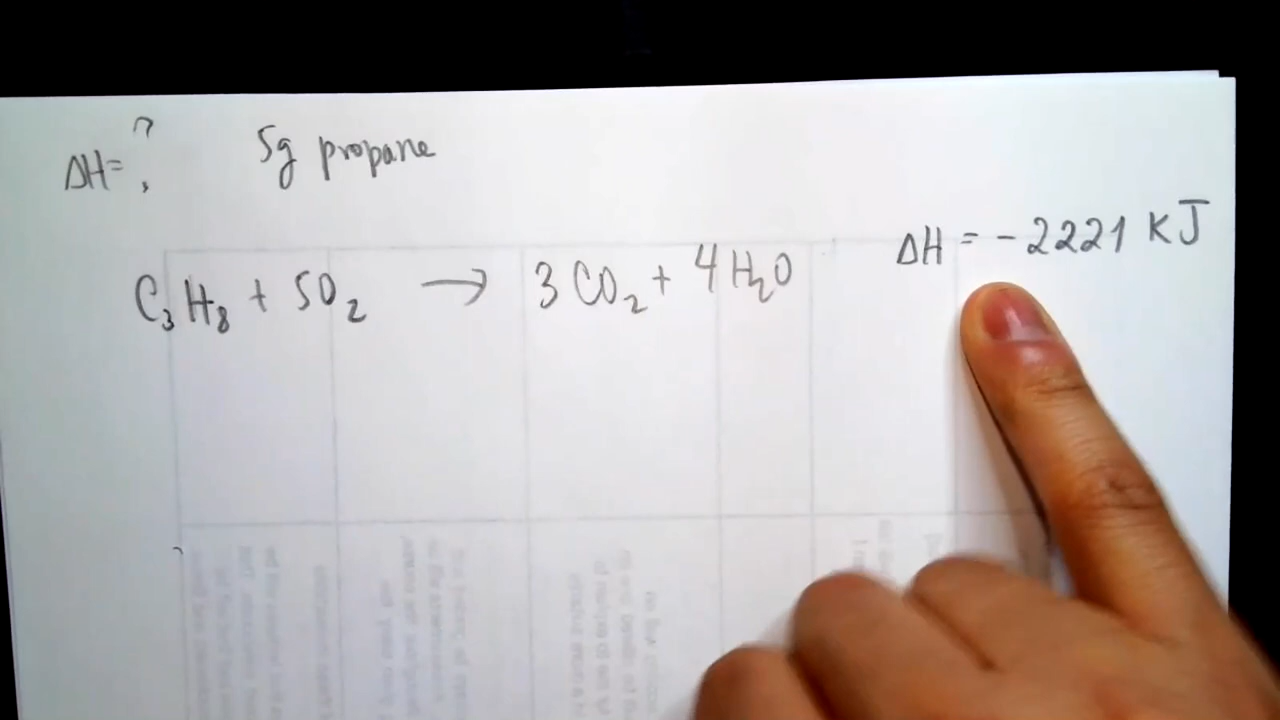 ΔH = ? 5g propane
ΔH = -2221 KJ
C₃H₈ + 5O₂ → 3CO₂ + 4H₂O